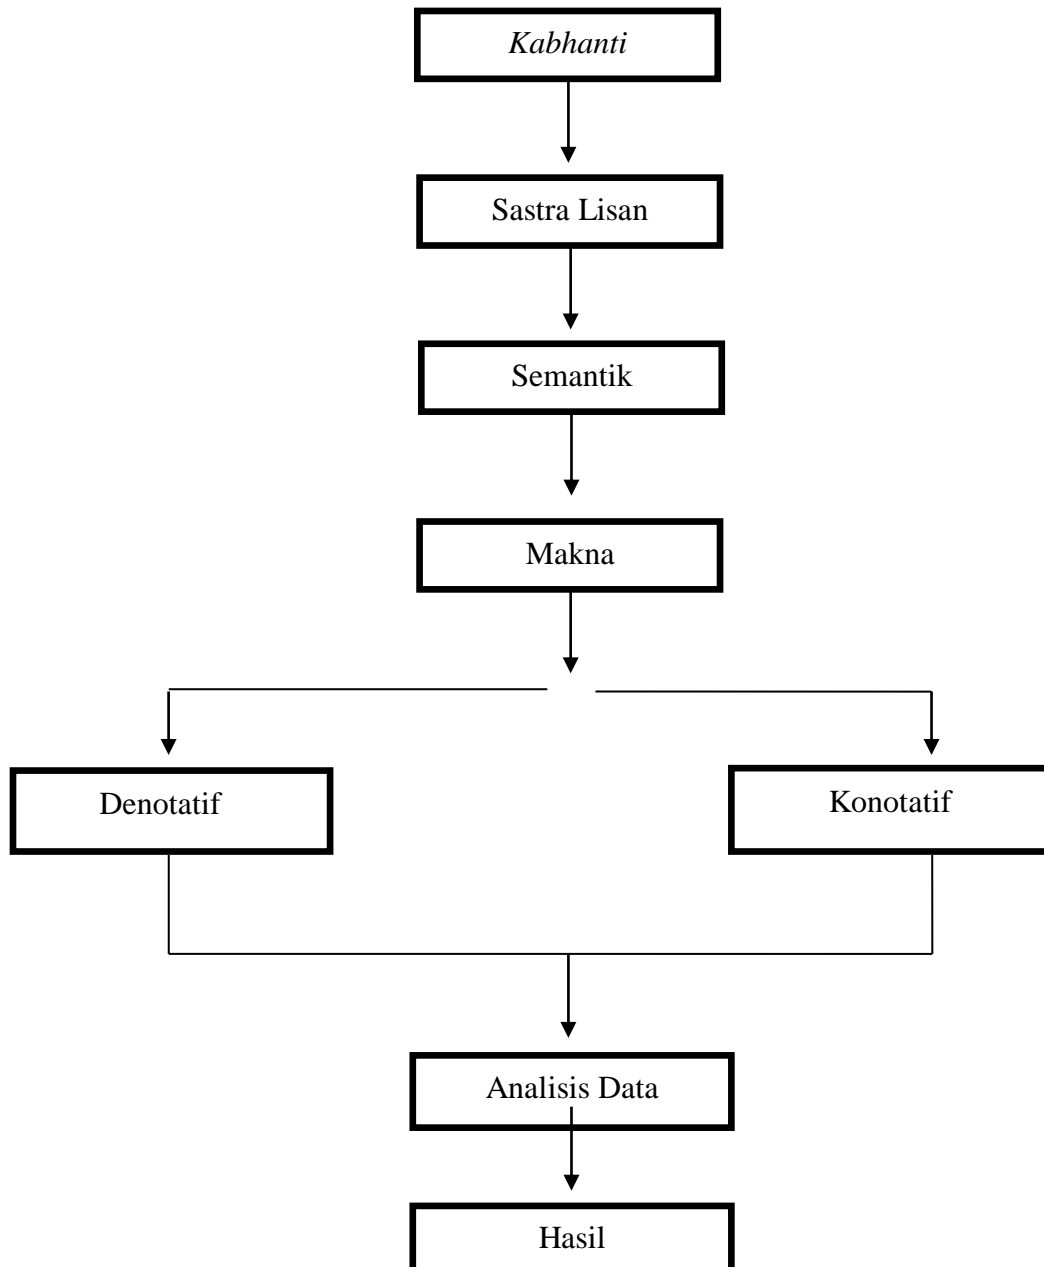 Kabhanti
Sastra Lisan
Semantik
Makna
Denotatif
Konotatif
Analisis Data
Hasil